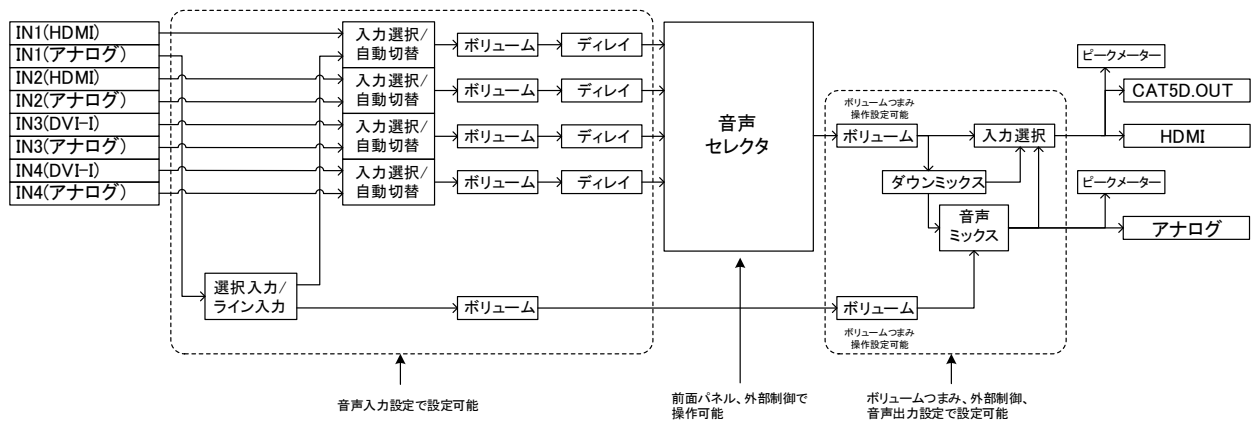 IN1(HDMI)
IN1(アナログ)
IN2(HDMI)
IN2(アナログ)
IN3(DVI-I)
IN3(アナログ)
IN4(DVI-I)
IN4(アナログ)
入力選択/
自動切替
入力選択/
自動切替
入力選択/
自動切替
入力選択/
自動切替
ボリューム
ディレイ
ボリューム
ディレイ
ボリューム
ディレイ
ボリューム
ディレイ
選択入力/
ライン入力
ボリューム
音声
セレクタ
ボリュームつまみ
操作設定可能
ボリューム
入力選択
ダウンミックス
音声
ミックス
ボリューム
ボリュームつまみ
操作設定可能
ピークメーター
CAT5D.OUT
HDMI
ピークメーター
アナログ
音声入力設定で設定可能
前面パネル、外部制御で
操作可能
ボリュームつまみ、外部制御、
音声出力設定で設定可能